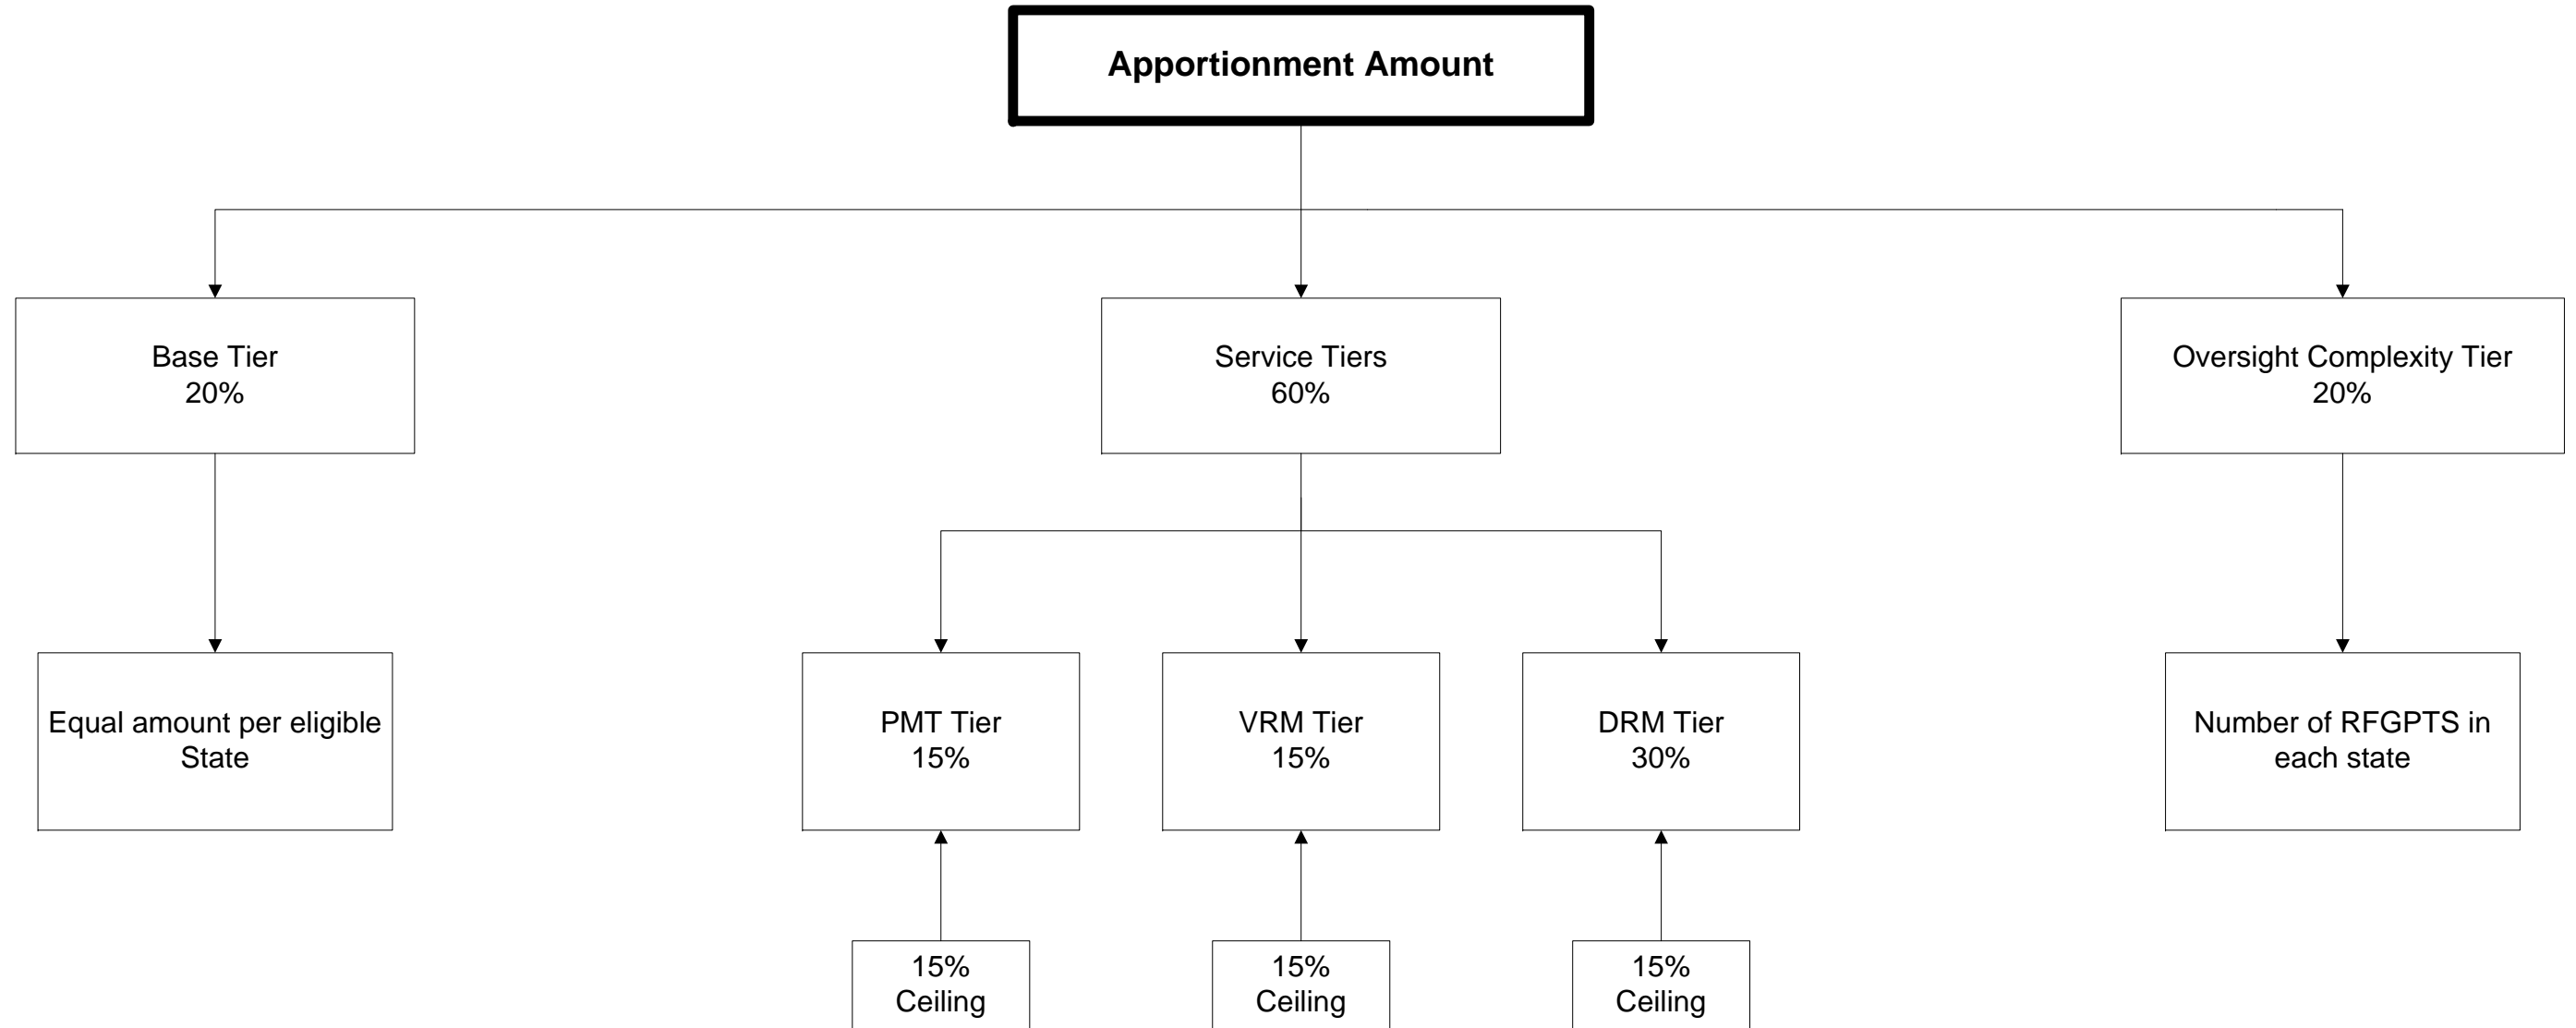 Apportionment Amount
Base Tier
20%
Service Tiers
60%
Oversight Complexity Tier
20%
Equal amount per eligible
State
PMT Tier
15%
VRM Tier
15%
DRM Tier
30%
Number of RFGPTS in
each state
15%
Ceiling
15%
Ceiling
15%
Ceiling